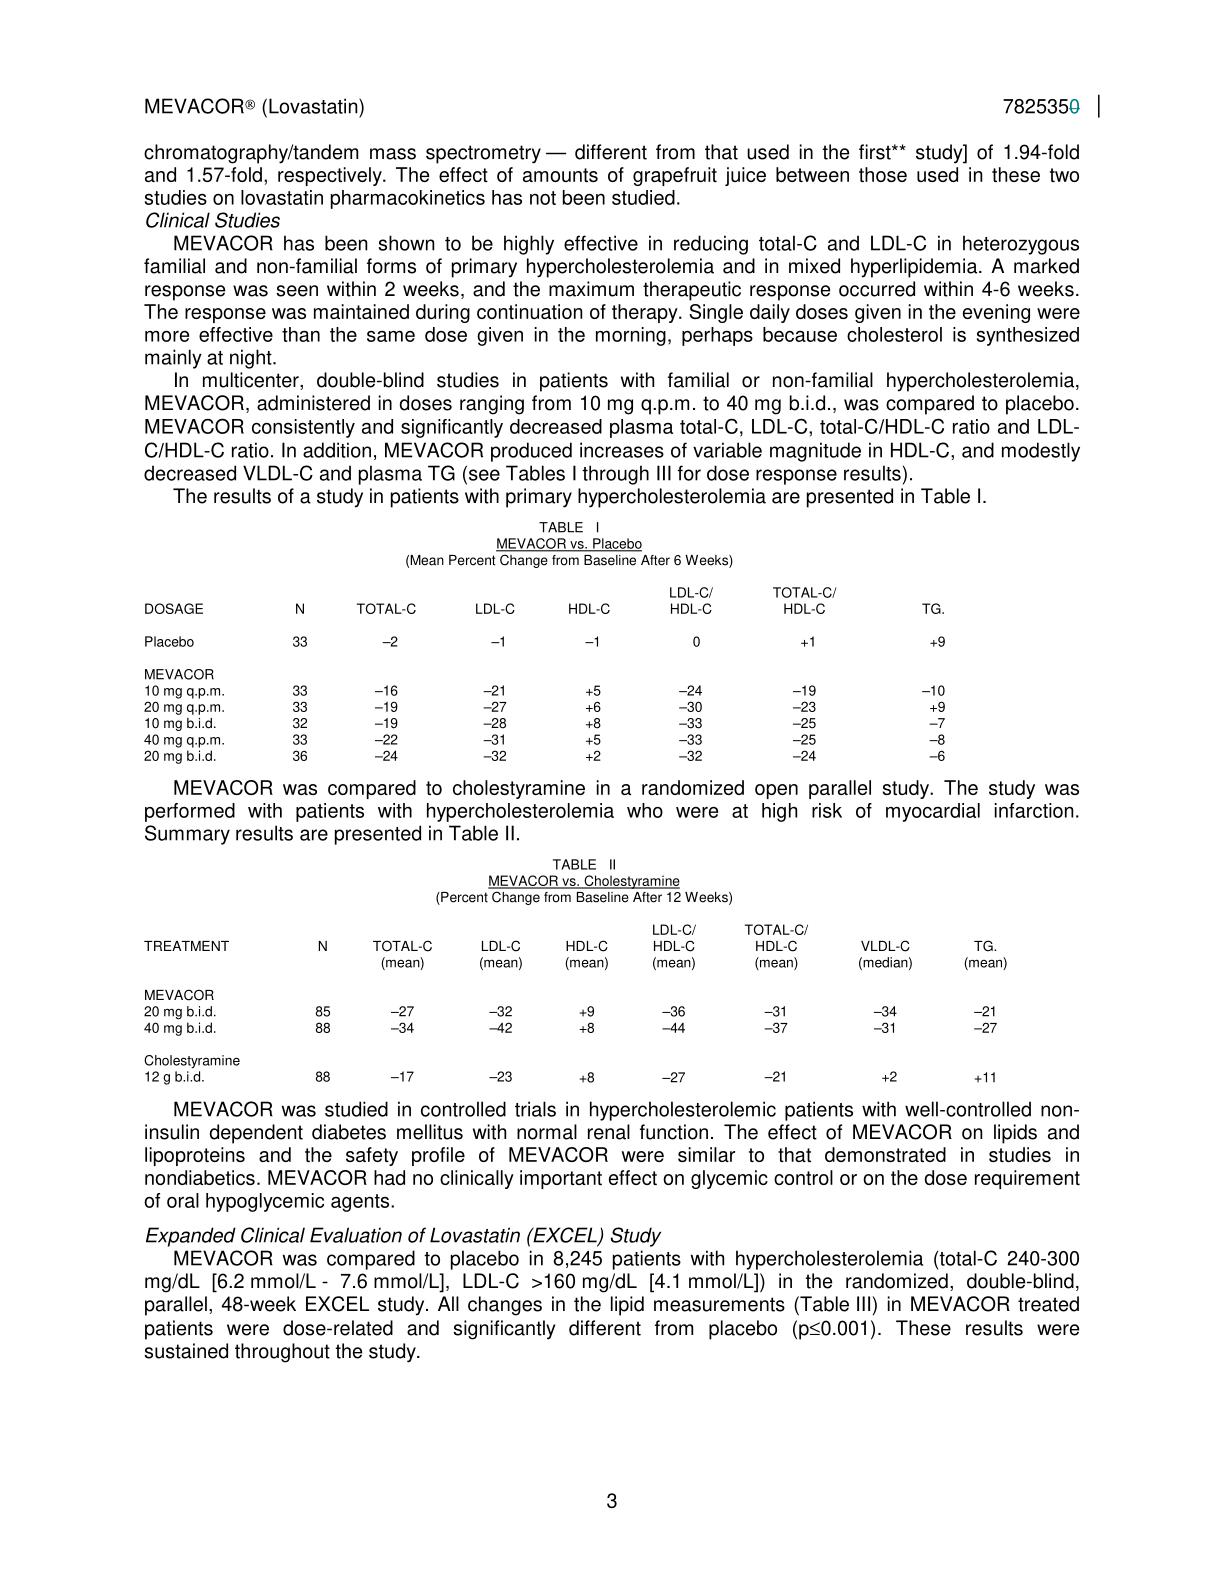 MEVACOR® (Lovastatin) 7825350
chromatography/tandem mass spectrometry — different from that used in the first** study] of 1.94-fold
and 1.57-fold, respectively. The effect of amounts of grapefruit juice between those used in these two
studies on lovastatin pharmacokinetics has not been studied.
Clinical Studies
MEVACOR has been shown to be highly effective in reducing total-C and LDL-C in heterozygous
familial and non-familial forms of primary hypercholesterolemia and in mixed hyperlipidemia. A marked
response was seen within 2 weeks, and the maximum therapeutic response occurred within 4-6 weeks.
The response was maintained during continuation of therapy. Single daily doses given in the evening were
more effective than the same dose given in the morning, perhaps because cholesterol is synthesized
mainly at night.
In multicenter, double-blind studies in patients with familial or non-familial hypercholesterolemia,
MEVACOR, administered in doses ranging from 10 mg q.p.m. to 40 mg b.i.d., was compared to placebo.
MEVACOR consistently and significantly decreased plasma total-C, LDL-C, total-C/HDL-C ratio and LDL-
C/HDL-C ratio. In addition, MEVACOR produced increases of variable magnitude in HDL-C, and modestly
decreased VLDL-C and plasma TG (see Tables I through III for dose response results).
The results of a study in patients with primary hypercholesterolemia are presented in Table I.
TABLE I
MEVACOR vs. Placebo
(Mean Percent Change from Baseline After 6 Weeks)
LDL-C/ TOTAL-C/
DOSAGE N TOTAL-C LDL-C HDL-C HDL-C HDL-C TG.
Placebo 33 –2 –1 –1 0 +1 +9
MEVACOR
10 mg q.p.m. 33 –16 –21 +5 –24 –19 –10
20 mg q.p.m. 33 –19 –27 +6 –30 –23 +9
10 mg b.i.d. 32 –19 –28 +8 –33 –25 –7
40 mg q.p.m. 33 –22 –31 +5 –33 –25 –8
20 mg b.i.d. 36 –24 –32 +2 –32 –24 –6
MEVACOR was compared to cholestyramine in a randomized open parallel study. The study was
performed with patients with hypercholesterolemia who were at high risk of myocardial infarction.
Summary results are presented in Table II.
TABLE II
MEVACOR vs. Cholestyramine
(Percent Change from Baseline After 12 Weeks)
LDL-C/ TOTAL-C/
TREATMENT N TOTAL-C LDL-C HDL-C HDL-C HDL-C VLDL-C TG.
(mean) (mean) (mean) (mean) (mean) (median) (mean)
MEVACOR
20 mg b.i.d. 85 –27 –32 +9 –36 –31 –34 –21
40 mg b.i.d. 88 –34 –42 +8 –44 –37 –31 –27
Cholestyramine
12 g b.i.d. 88 –17 –23 +8 –27 –21 +2 +11
MEVACOR was studied in controlled trials in hypercholesterolemic patients with well-controlled non-
insulin dependent diabetes mellitus with normal renal function. The effect of MEVACOR on lipids and
lipoproteins and the safety profile of MEVACOR were similar to that demonstrated in studies in
nondiabetics. MEVACOR had no clinically important effect on glycemic control or on the dose requirement
of oral hypoglycemic agents.
Expanded Clinical Evaluation of Lovastatin (EXCEL) Study
MEVACOR was compared to placebo in 8,245 patients with hypercholesterolemia (total-C 240-300
mg/dL [6.2 mmol/L - 7.6 mmol/L], LDL-C >160 mg/dL [4.1 mmol/L]) in the randomized, double-blind,
parallel, 48-week EXCEL study. All changes in the lipid measurements (Table III) in MEVACOR treated
patients were dose-related and significantly different from placebo (p≤0.001). These results were
sustained throughout the study.
3